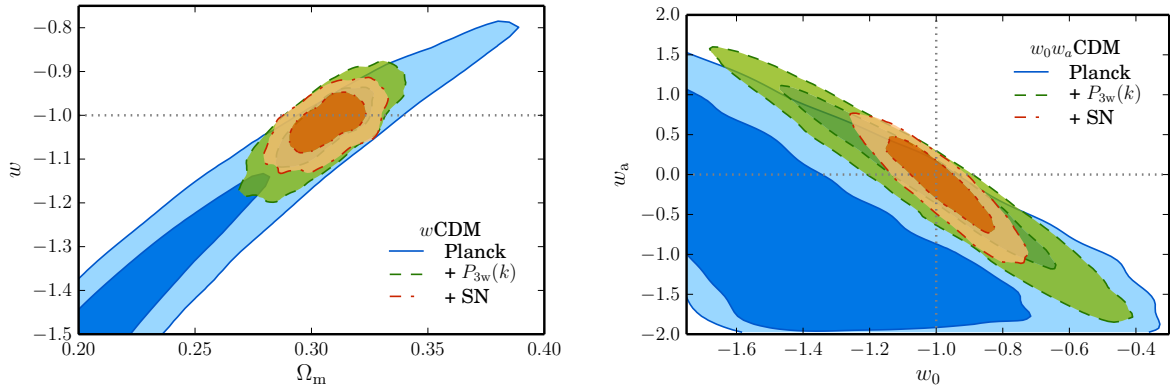 −0.8
−0.9
−1.0
−1.1
−1.2
−1.3
−1.4
−1.5
w
0.20
0.25
0.30
0.35
0.40
Ωm
wCDM
Planck
+ P3w(k)
+ SN
2.0
1.5
1.0
0.5
0.0
−0.5
−1.0
−1.5
−2.0
wa
−1.6
−1.4
−1.2
−1.0
−0.8
−0.6
−0.4
w0
w0waCDM
Planck
+ P3w(k)
+ SN